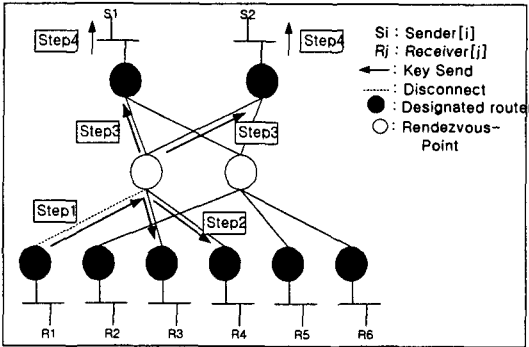 S1
S2
Step4
Step4
Si : Sender[i]
Rj : Receiver[j]
: Key Send
: Disconnect
: Designated route
: Rendezvous-
Point
Step3
Step3
Step1
Step2
R1 R2 R3 R4 R5 R6